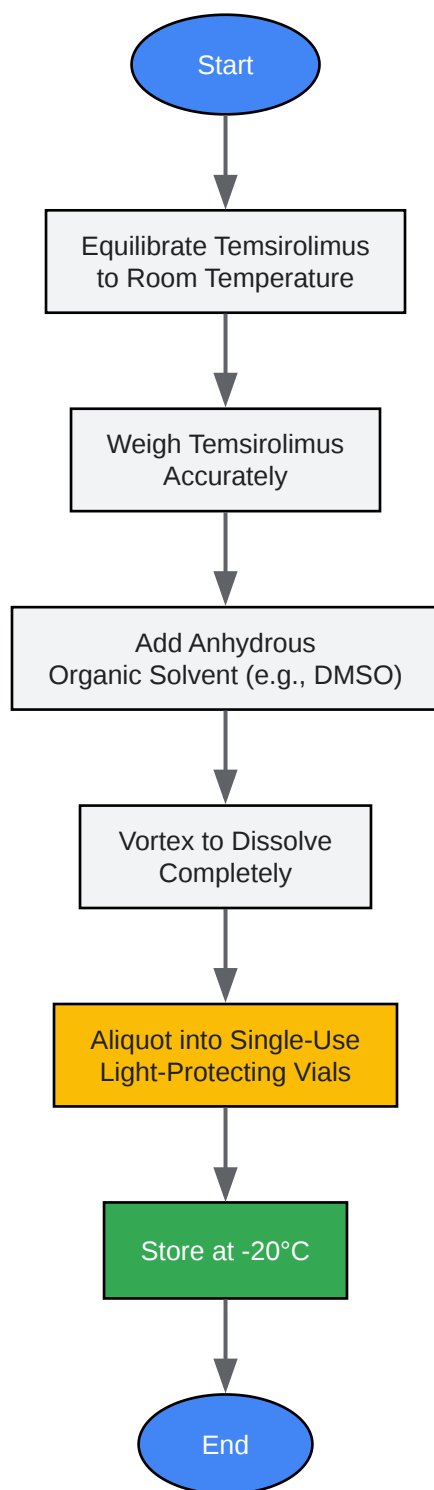 Start
Equilibrate Temsirolimus
to Room Temperature
Weigh Temsirolimus
Accurately
Add Anhydrous
Organic Solvent (e.g., DMSO)
Vortex to Dissolve
Completely
Aliquot into Single-Use
Light-Protecting Vials
Store at -20°C
End